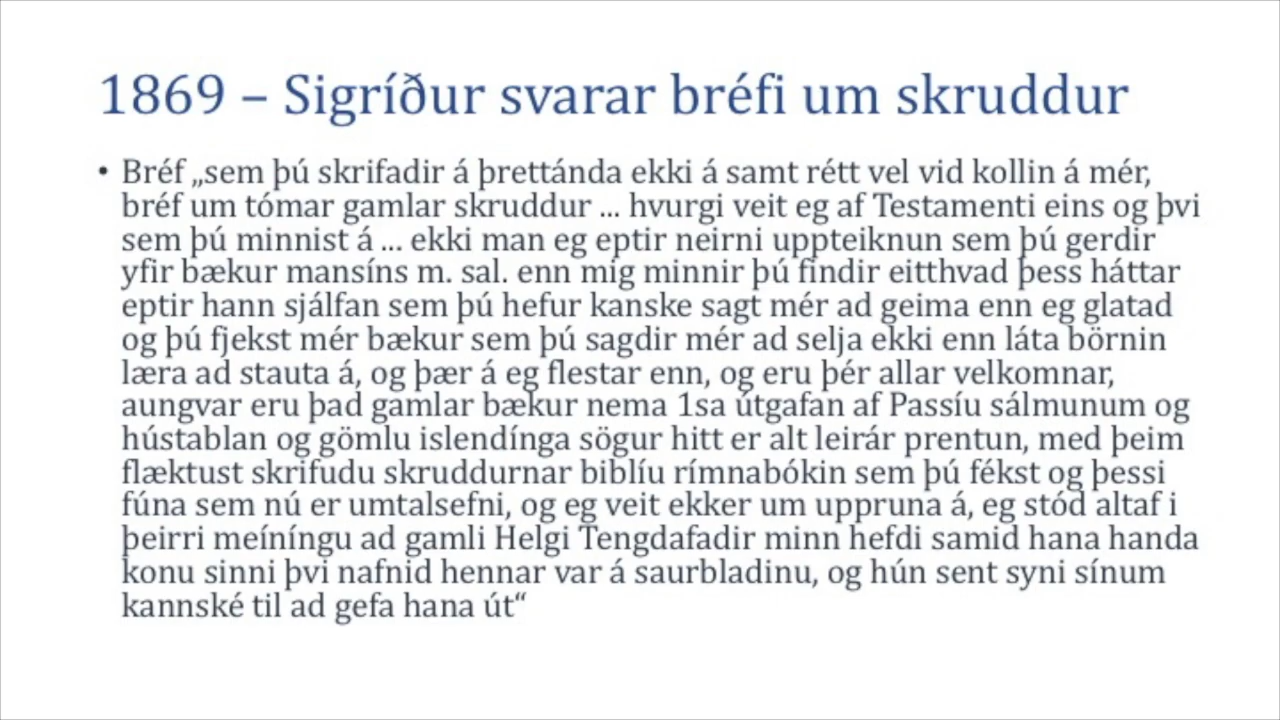 1869 – Sigríður svarar bréfi um skruddur
• Bréf „sem þú skrifadir á þrettánda ekki á samt rétt vel vid kollin á mér,
bréf um tómar gamlar skruddur ... hvurgi veit eg af Testamenti eins og þvi
sem þú minnist á ... ekki man eg eptir neirni uppteiknun sem þú gerdir
yfir bækur mansíns m. sal. enn mig minnir þú findir eitthvad þess háttar
eptir hann sjálfan sem þú hefur kanske sagt mér ad geima enn eg glatad
og þú fjekst mér bækur sem þú sagdir mér ad selja ekki enn láta börnin
læra ad stauta á, og þær á eg flestar enn, og eru þér allar velkomnar,
aungvar eru þad gamlar bækur nema 1sa útgafan af Passíu sálmunum og
hústablan og gömlu islendínga sögur hitt er alt leirár prentun, med þeim
flæktust skrifudu skruddurnar biblíu rímnabókin sem þú fékst og þessi
fúna sem nú er umtalsefni, og eg veit ekker um uppruna á, eg stód altaf i
þeirri meíníngu ad gamli Helgi Tengdafadir minn hefdi samid hana handa
konu sinni þvi nafnid hennar var á saurbladinu, og hún sent syni sínum
kannské til ad gefa hana út“